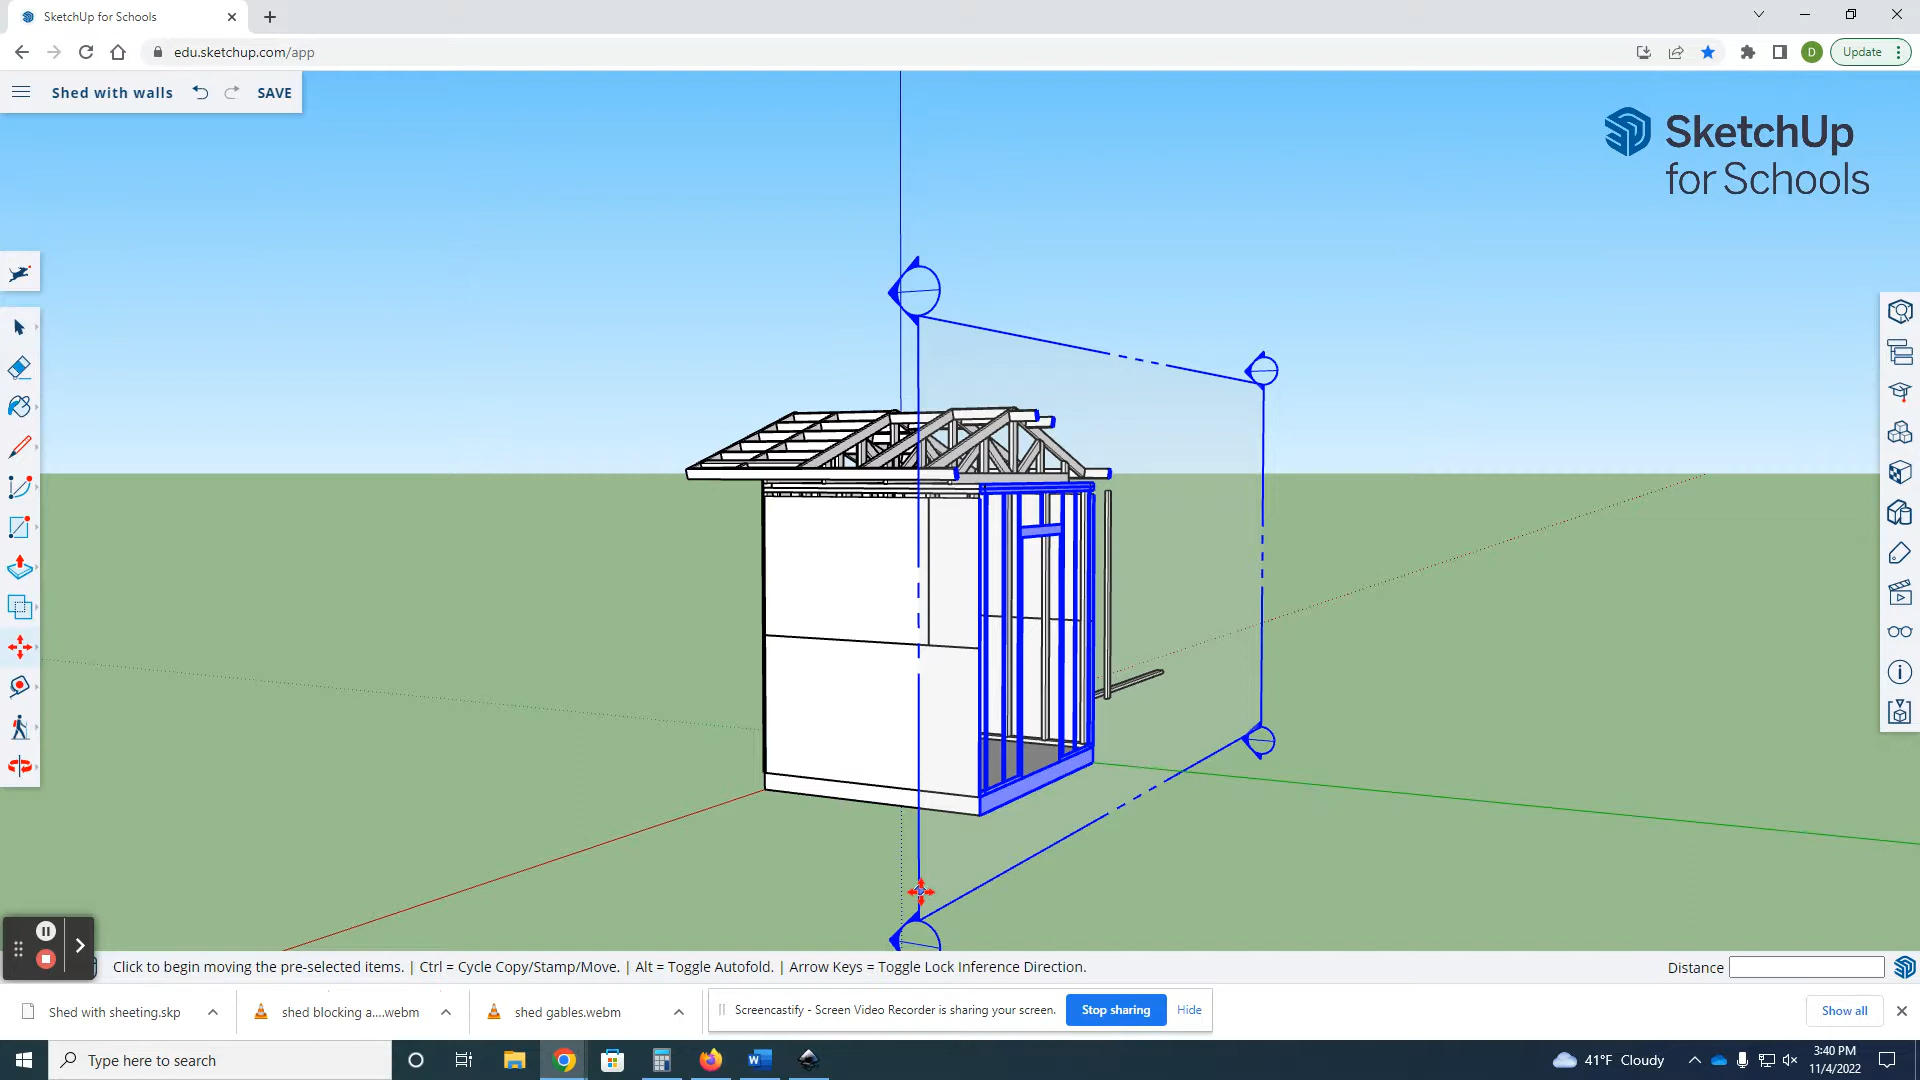 SketchUp for Schools
edu.sketchup.com/app
D
Update
Shed with walls
SAVE
SketchUp
for Schools
Click to begin moving the pre-selected items. | Ctrl = Cycle Copy/Stamp/Move. | Alt = Toggle Autofold. | Arrow Keys = Toggle Lock Inference Direction.
Distance
Shed with sheeting.skp
shed blocking a....webm
shed gables.webm
Screencastify - Screen Video Recorder is sharing your screen.
Stop sharing
Hide
Show all
Type here to search
41°F Cloudy
3:40 PM
11/4/2022